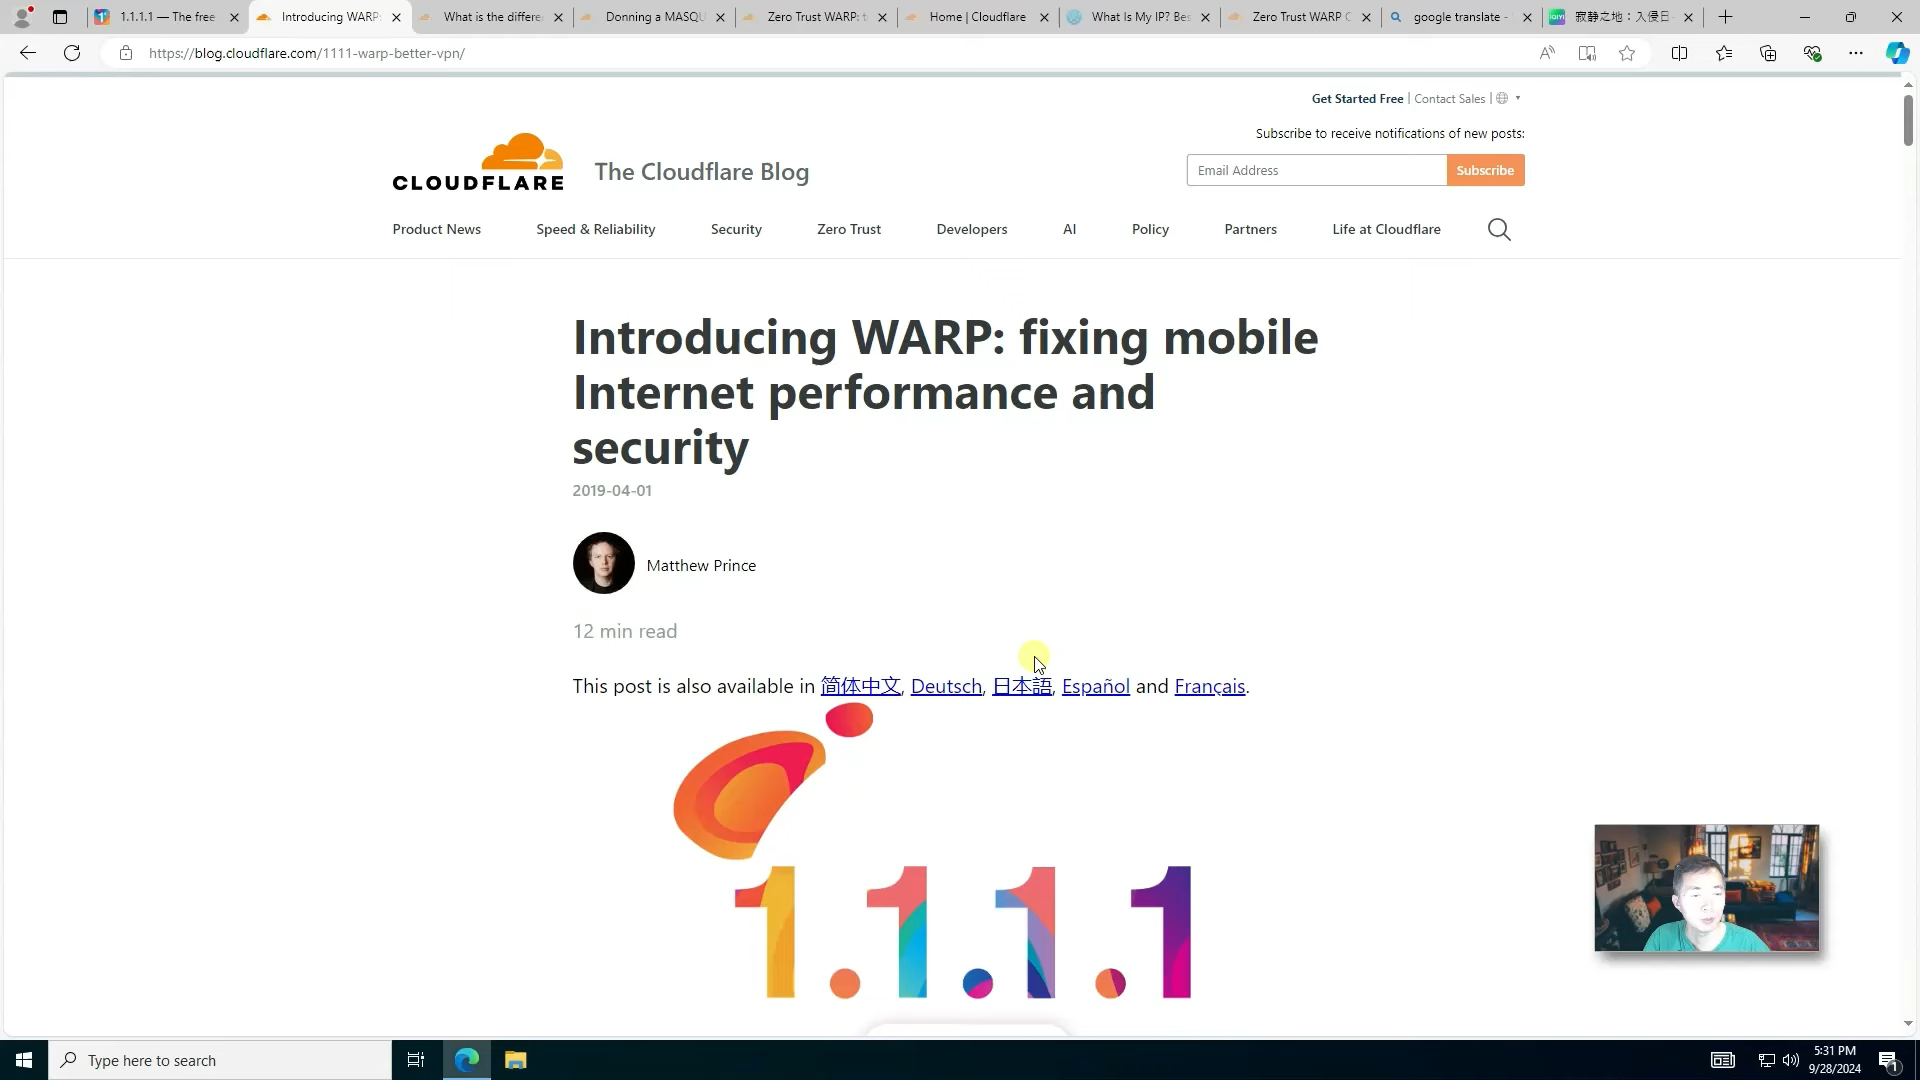 1.1.1.1 — The free
Introducing WARP:
What is the differe
Donning a MASQU
Zero Trust WARP: t
Home | Cloudflare
What Is My IP? Bes
Zero Trust WARP C
google translate -
寂静之地：入侵日
https://blog.cloudflare.com/1111-warp-better-vpn/
Get Started Free | Contact Sales |
Subscribe to receive notifications of new posts:
CLOUDFLARE
The Cloudflare Blog
Email Address
Subscribe
Product News
Speed & Reliability
Security
Zero Trust
Developers
AI
Policy
Partners
Life at Cloudflare
Introducing WARP: fixing mobile
Internet performance and
security
2019-04-01
Matthew Prince
12 min read
This post is also available in 简体中文, Deutsch, 日本語, Español and Français.
1.1.1.1
Type here to search
5:31 PM
9/28/2024
1